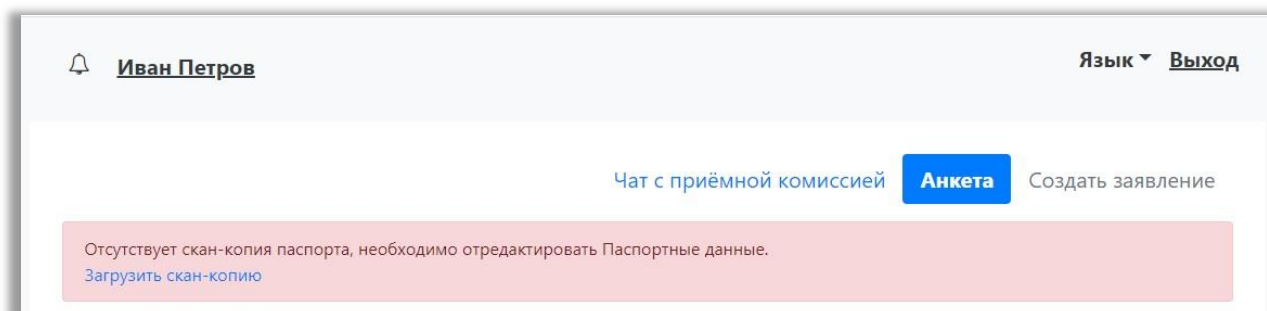 Иван Петров
Язык Выход
Чат с приёмной комиссией Анкета Создать заявление
Отсутствует скан-копия паспорта, необходимо отредактировать Паспортные данные.
Загрузить скан-копию